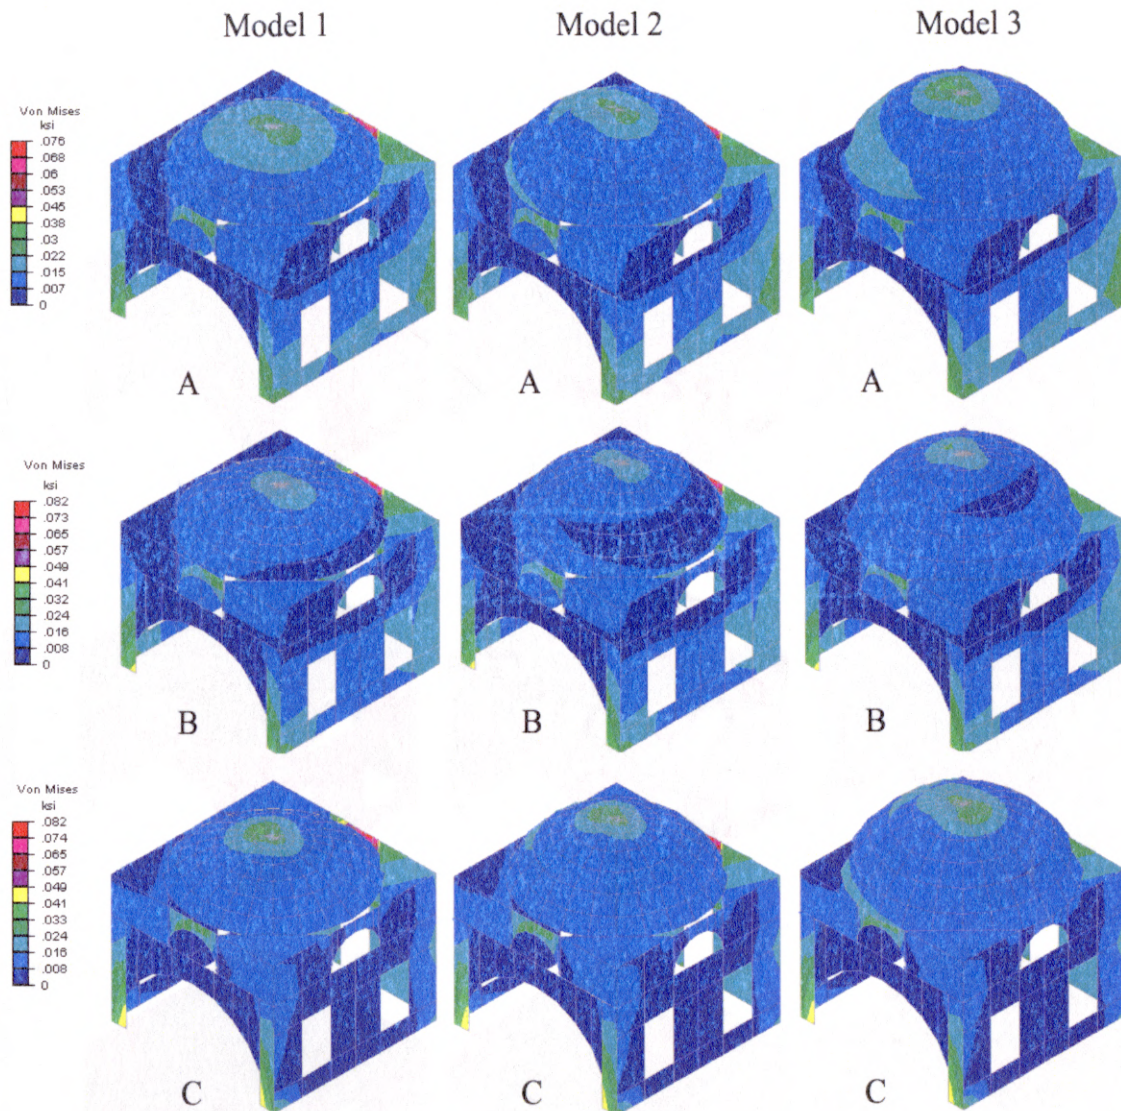 Model 1
Model 2
Model 3
Von Mises
ksi
.076
.068
.06
.053
.045
.038
.03
.022
.015
.007
0
A
A
A
Von Mises
ksi
.082
.073
.065
.057
.049
.041
.032
.024
.016
.008
0
B
B
B
Von Mises
ksi
.082
.074
.065
.057
.049
.041
.033
.024
.016
.008
0
C
C
C